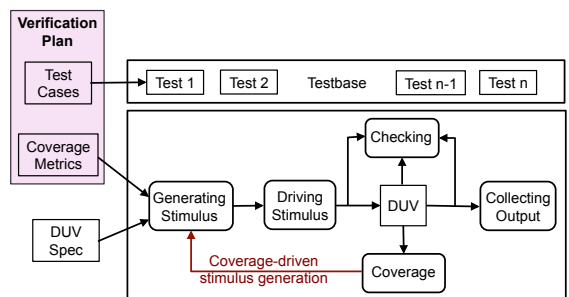 Verification
Plan
Test
Cases
Test 1
Test 2
Testbase
Test n-1
Test n
Coverage
Metrics
Checking
Generating
Stimulus
Driving
Stimulus
DUV
Collecting
Output
DUV
Spec
Coverage-driven
stimulus generation
Coverage